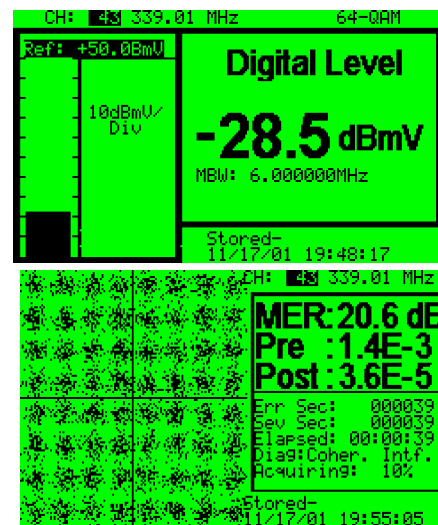 CH: 43 339.01 MHz 64-QAM
Ref: +50.0BmV
Digital Level
10dBmV/
Div
-28.5 dBmV
MBW: 6.000000MHz
Stored-
11/17/01 19:48:17
CH: 43 339.01 MHz
MER: 20.6 dB
Pre : 1.4E-3
Post : 3.6E-5
Err Sec: 000039
Sev Sec: 000039
Elapsed: 00:00:39
Diag:Coher. Intf.
Acquiring: 10%
Stored-
11/17/01 19:55:05